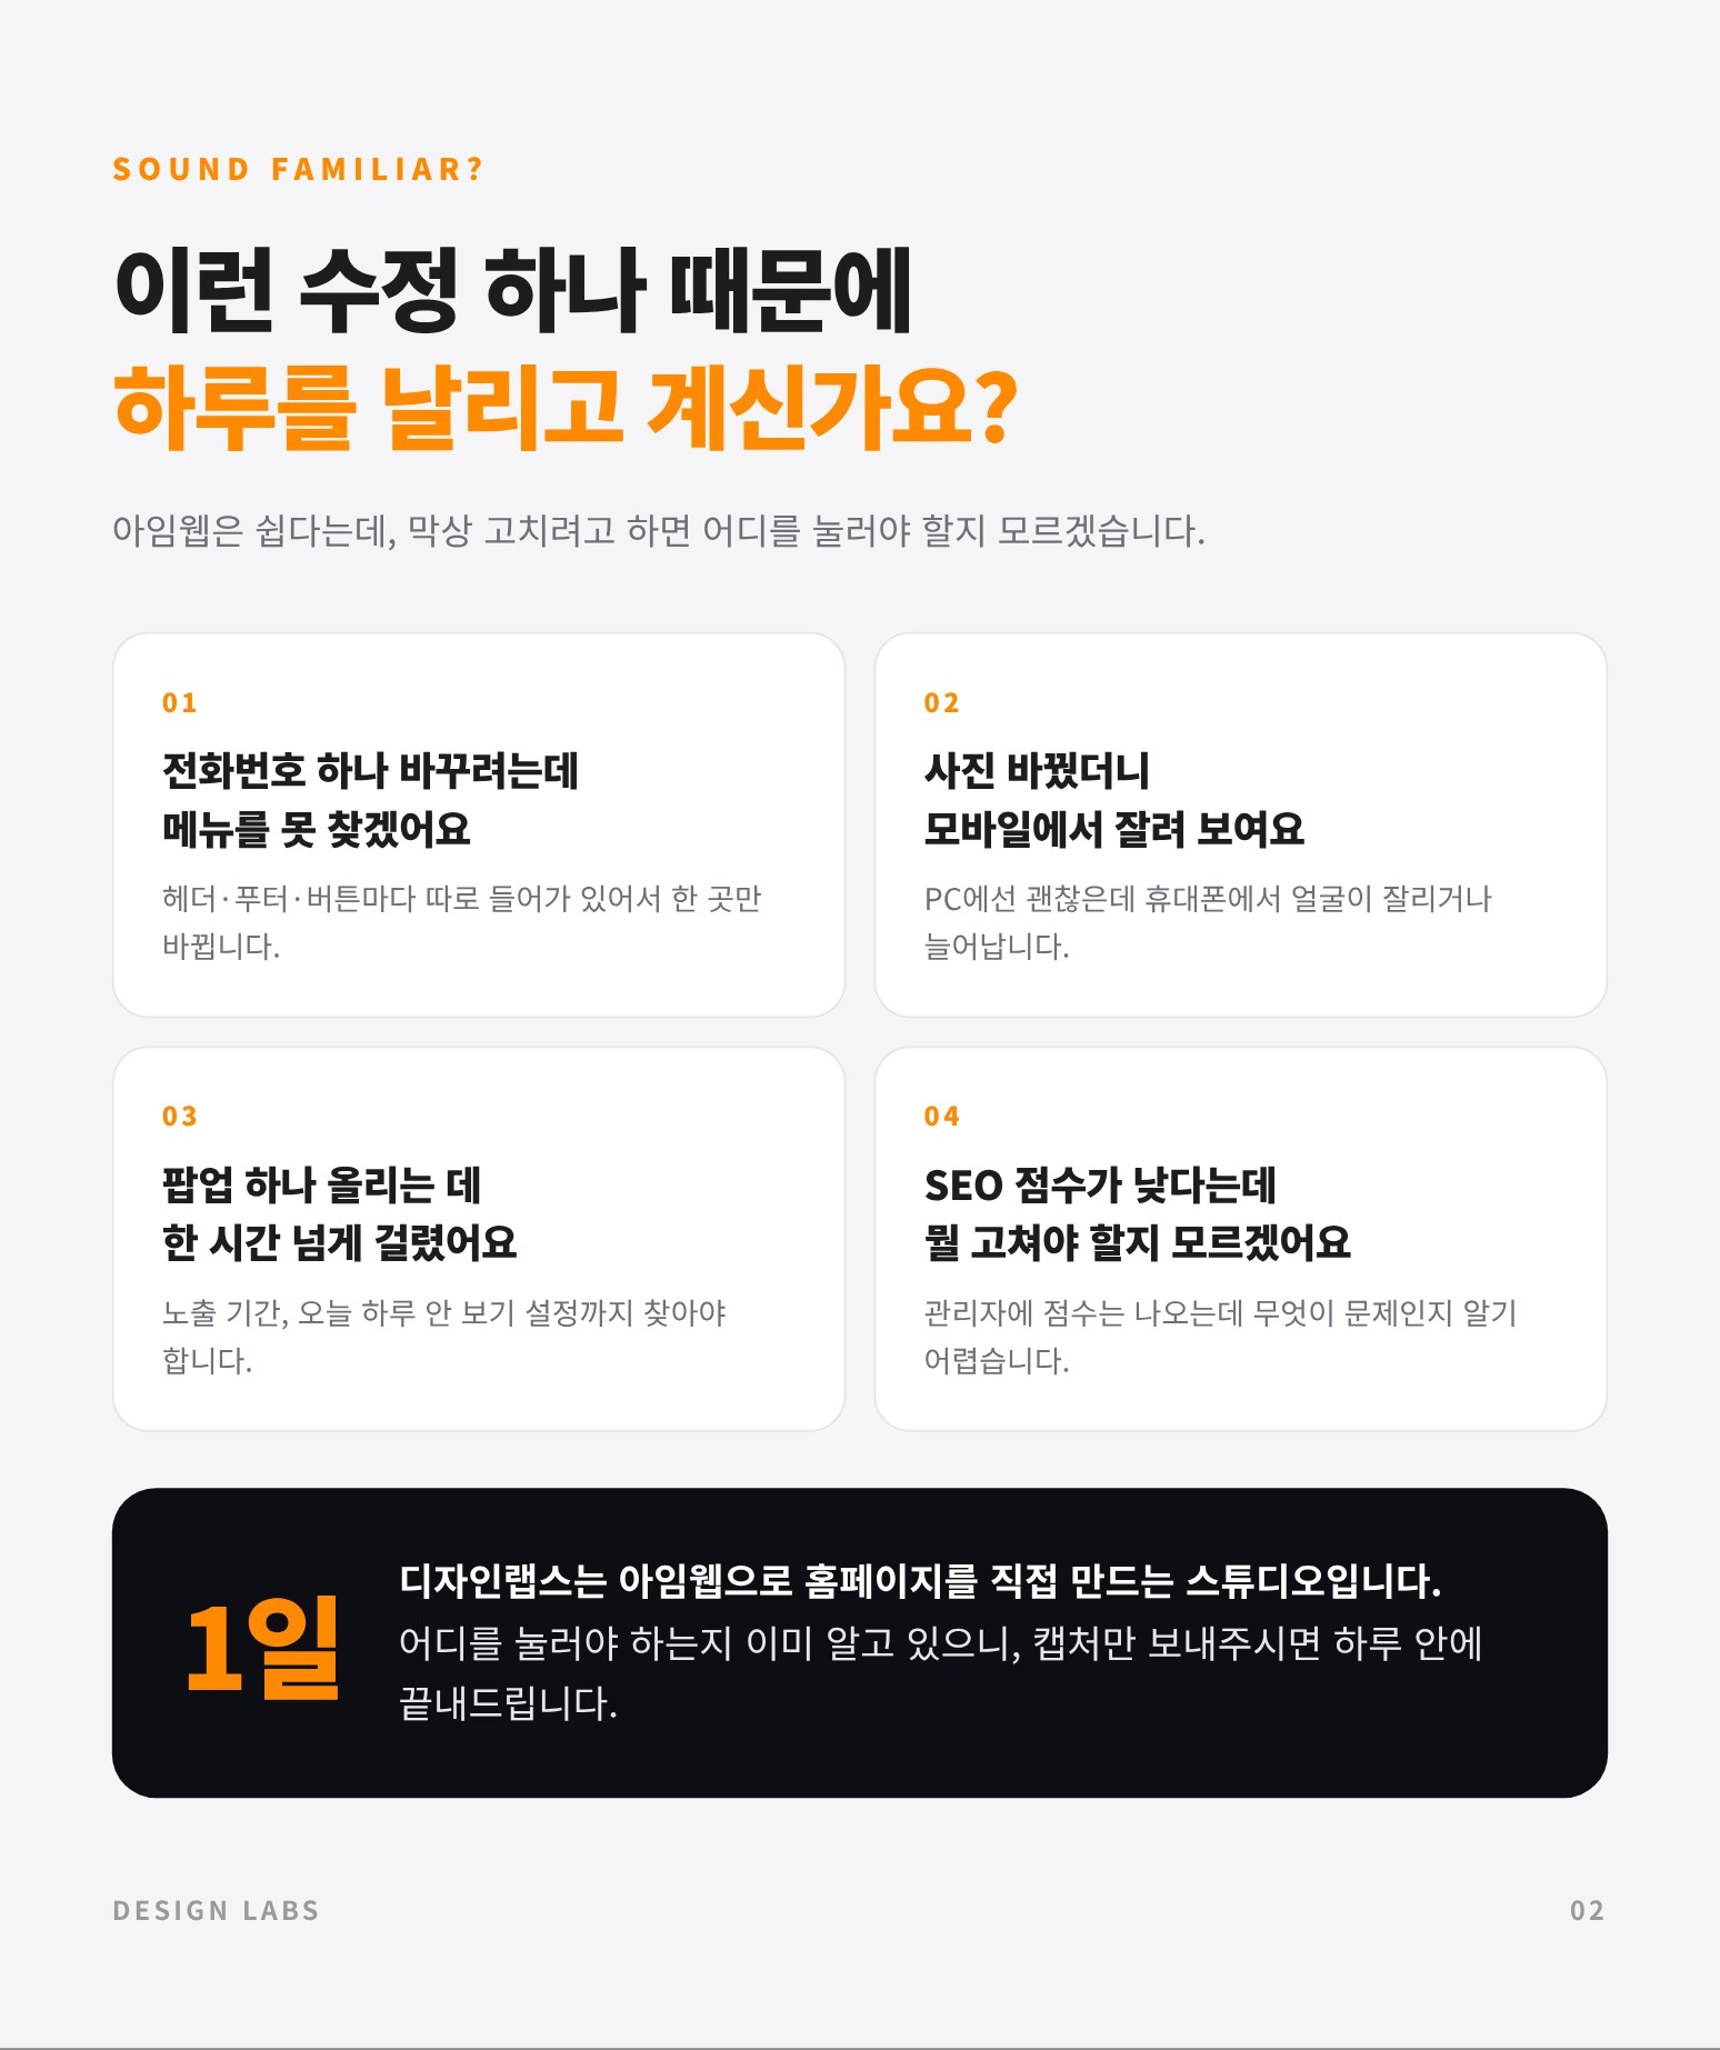 SOUND FAMILIAR?
이런 수정 하나 때문에
하루를 날리고 계신가요?
아임웹은 쉽다는데, 막상 고치려고 하면 어디를 눌러야 할지 모르겠습니다.
01
전화번호 하나 바꾸려는데
메뉴를 못 찾겠어요
헤더·푸터·버튼마다 따로 들어가 있어서 한 곳만
바뀝니다.
02
사진 바꿨더니
모바일에서 잘려 보여요
PC에선 괜찮은데 휴대폰에서 얼굴이 잘리거나
늘어납니다.
03
팝업 하나 올리는 데
한 시간 넘게 걸렸어요
노출 기간, 오늘 하루 안 보기 설정까지 찾아야
합니다.
04
SEO 점수가 낮다는데
뭘 고쳐야 할지 모르겠어요
관리자에 점수는 나오는데 무엇이 문제인지 알기
어렵습니다.
1일
디자인랩스는 아임웹으로 홈페이지를 직접 만드는 스튜디오입니다.
어디를 눌러야 하는지 이미 알고 있으니, 캡처만 보내주시면 하루 안에
끝내드립니다.
DESIGN LABS
02